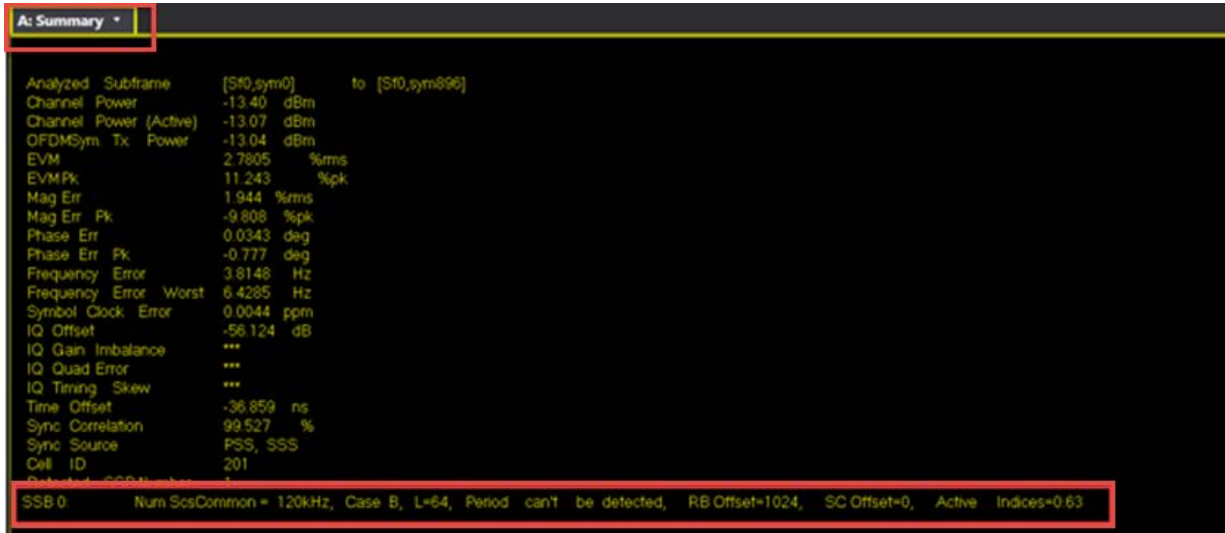 A: Summary
Analyzed Subframe [Sf0,sym0] to [Sf0,sym896]
Channel Power -13.40 dBm
Channel Power (Active) -13.07 dBm
OFDMSym. Tx. Power -13.04 dBm
EVM 2.7805 %rms
EVMPk 11.243 %pk
Mag Err 1.944 %rms
Mag Err Pk -9.808 %pk
Phase Err 0.0343 deg
Phase Err Pk -0.777 deg
Frequency Error 3.8148 Hz
Frequency Error Worst 6.4285 Hz
Symbol Clock Error 0.0044 ppm
IQ Offset -56.124 dB
IQ Gain Imbalance ***
IQ Quad Error ***
IQ Timing Skew ***
Time Offset -36.859 ns
Sync Correlation 99.527 %
Sync Source PSS, SSS
Cell ID 201
Detected SSB Number 1
SSB 0: Num ScsCommon = 120kHz, Case B, L=64, Period can't be detected, RB Offset=1024, SC Offset=0, Active Indices=0.63